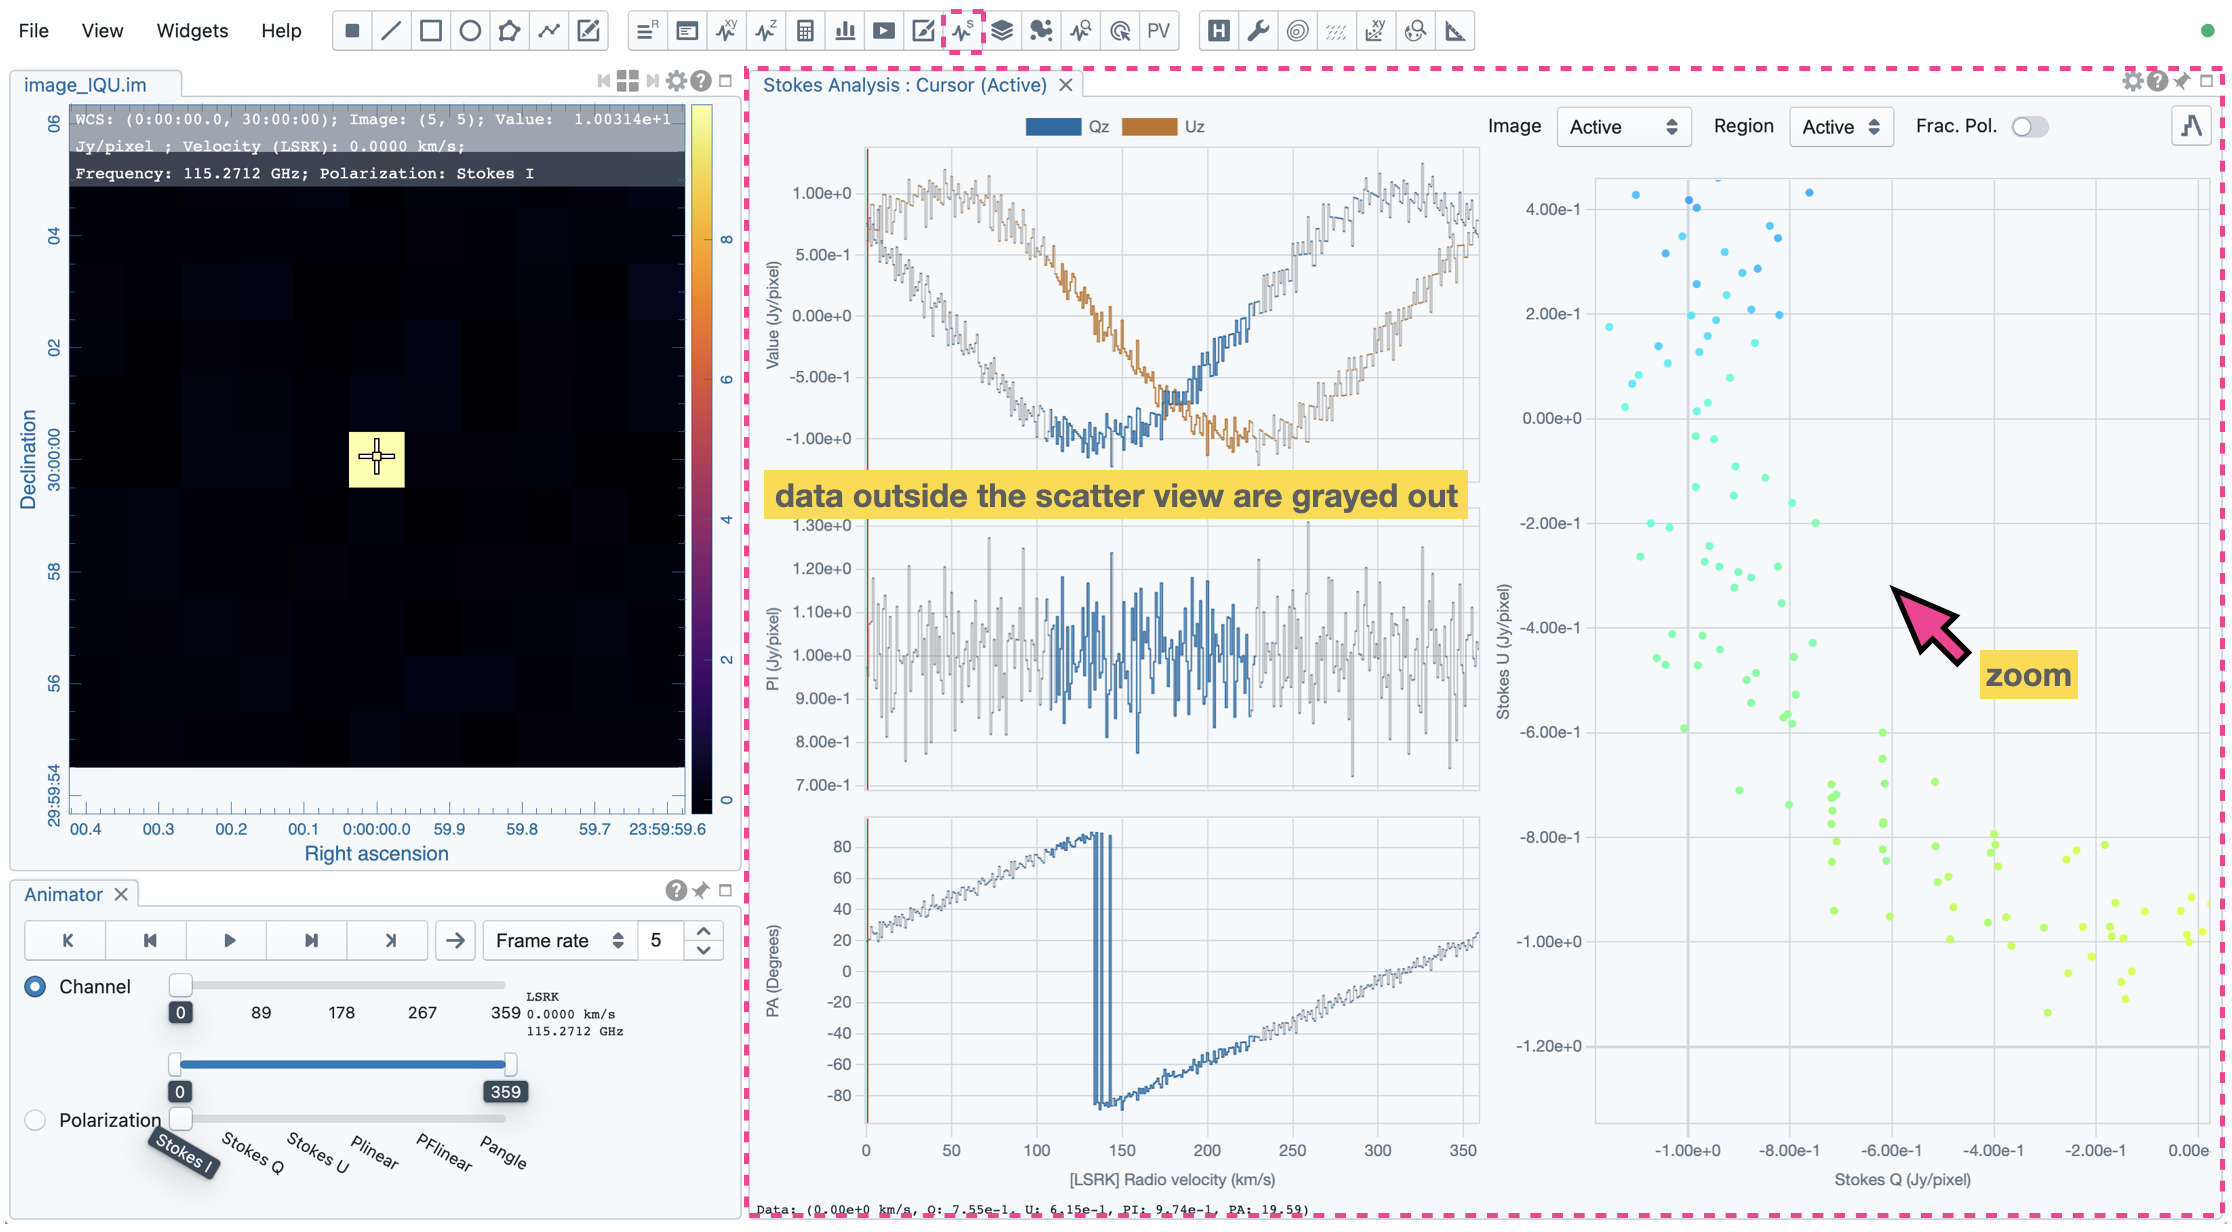 File View Widgets Help
R XY Z S PV H xy
image_IQU.im
WCS: (0:00:00.0, 30:00:00); Image: (5, 5); Value: 1.00314e+1
Jy/pixel ; Velocity (LSRK): 0.0000 km/s;
Frequency: 115.2712 GHz; Polarization: Stokes I
06
04
02
30:00:00
58
56
29:59:54
Declination
00.4 00.3 00.2 00.1 0:00:00.0 59.9 59.8 59.7 23:59:59.6
Right ascension
8
6
4
2
0
Animator
Frame rate 5
Channel
0 89 178 267 359
LSRK
0.0000 km/s
115.2712 GHz
0 359
Polarization
Stokes I Stokes Q Stokes U Plinear PFlinear Pangle
Stokes Analysis : Cursor (Active)
Qz Uz
Image Active Region Active Frac. Pol.
1.00e+0
5.00e-1
0.00e+0
-5.00e-1
-1.00e+0
Value (Jy/pixel)
data outside the scatter view are grayed out
1.30e+0
1.20e+0
1.10e+0
1.00e+0
9.00e-1
8.00e-1
7.00e-1
PI (Jy/pixel)
80
60
40
20
0
-20
-40
-60
-80
PA (Degrees)
0 50 100 150 200 250 300 350
[LSRK] Radio velocity (km/s)
Data: (0.00e+0 km/s, Q: 7.55e-1, U: 6.15e-1, PI: 9.74e-1, PA: 19.59)
4.00e-1
2.00e-1
0.00e+0
-2.00e-1
-4.00e-1
-6.00e-1
-8.00e-1
-1.00e+0
-1.20e+0
Stokes U (Jy/pixel)
zoom
-1.00e+0 -8.00e-1 -6.00e-1 -4.00e-1 -2.00e-1 0.00e
Stokes Q (Jy/pixel)